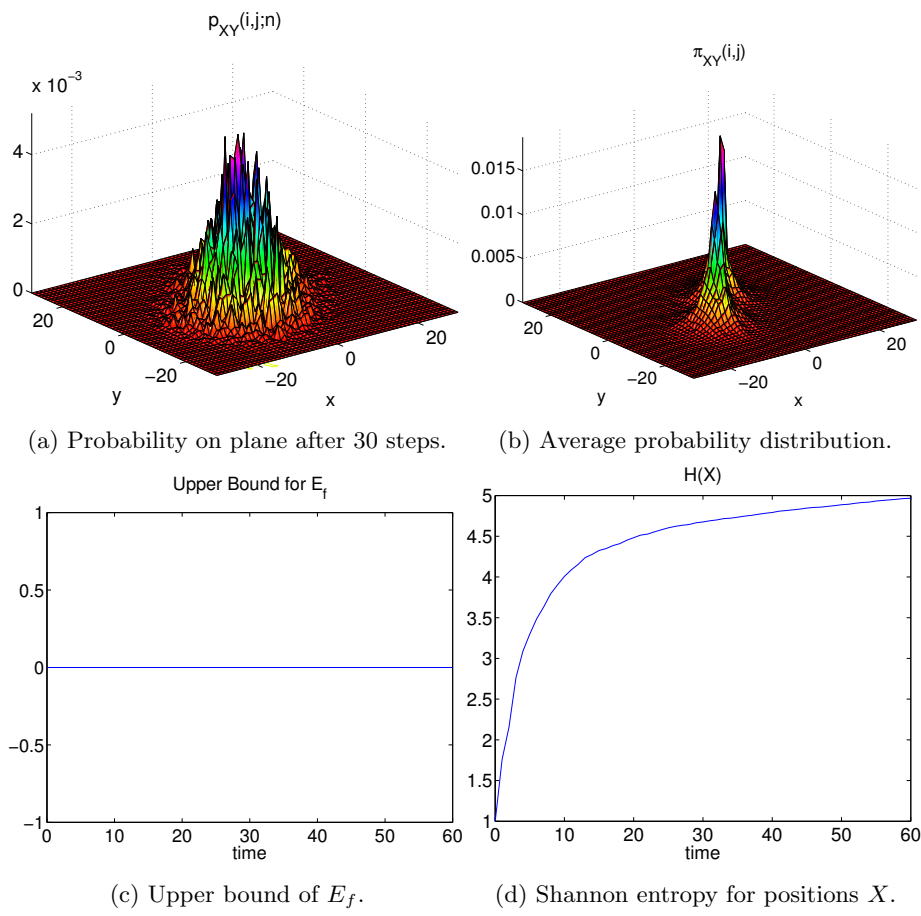 p_XY(i,j;n)
x 10^-3
4
2
0
20
0
−20
y
−20
0
20
x
π_XY(i,j)
0.015
0.01
0.005
0
20
0
−20
y
−20
0
20
x
(a) Probability on plane after 30 steps.
(b) Average probability distribution.
Upper Bound for E_f
1
0.5
0
−0.5
−1
0 10 20 30 40 50 60
time
H(X)
5
4.5
4
3.5
3
2.5
2
1.5
1
0 10 20 30 40 50 60
time
(c) Upper bound of E_f.
(d) Shannon entropy for positions X.